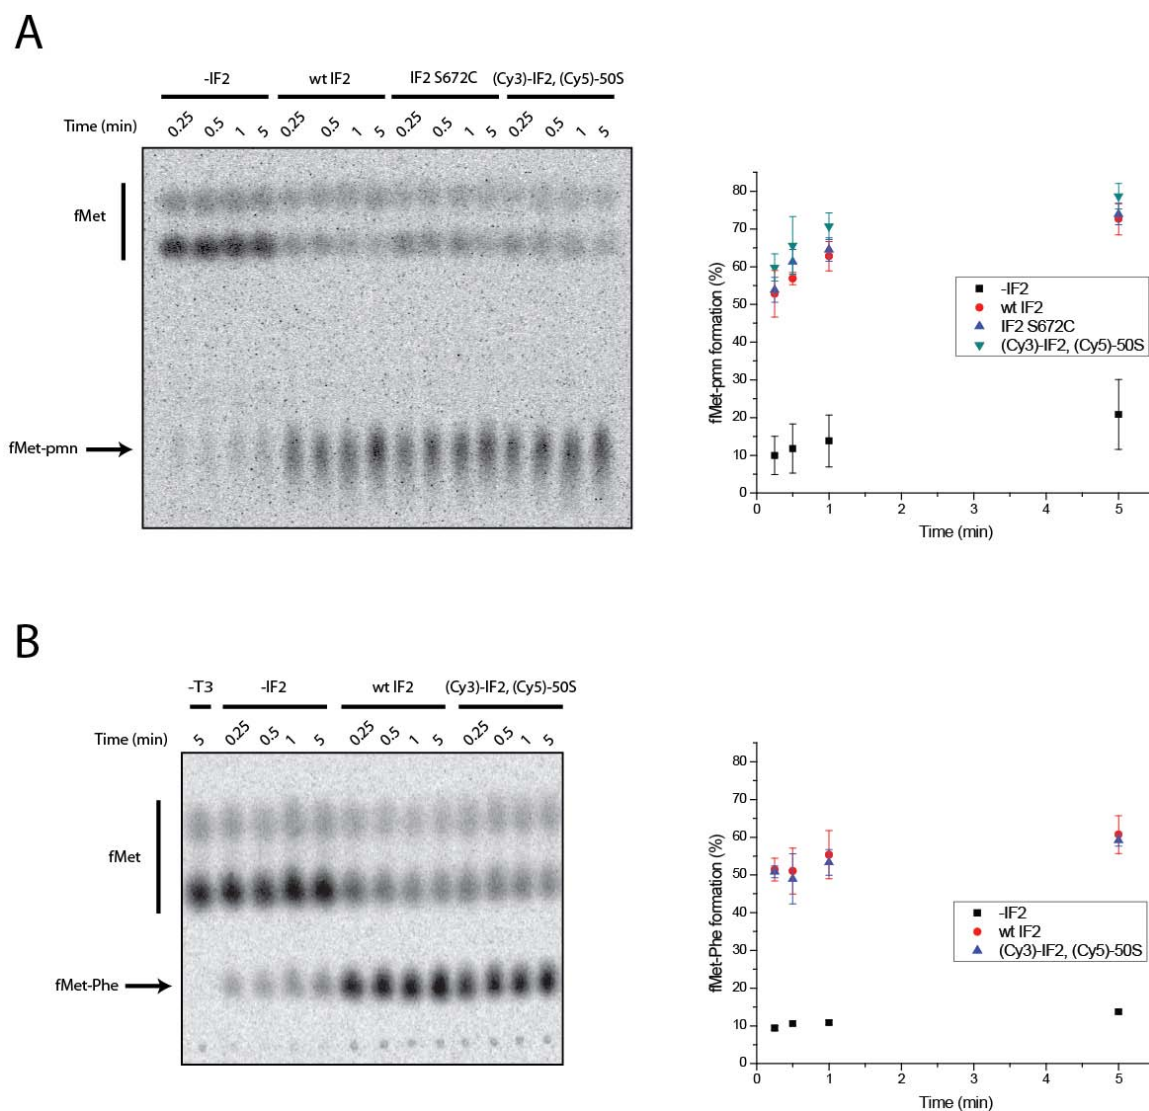 A
-IF2 wt IF2 IF2 S672C (Cy3)-IF2, (Cy5)-50S
Time (min) 0.25 0.5 1 5 0.25 0.5 1 5 0.25 0.5 1 5 0.25 0.5 1 5
fMet
fMet-pmn
fMet-pmn formation (%)
80
70
60
50
40
30
20
10
0
0 1 2 3 4 5
Time (min)
-IF2
wt IF2
IF2 S672C
(Cy3)-IF2, (Cy5)-50S
B
-T3 -IF2 wt IF2 (Cy3)-IF2, (Cy5)-50S
Time (min) 5 0.25 0.5 1 5 0.25 0.5 1 5 0.25 0.5 1 5
fMet
fMet-Phe
fMet-Phe formation (%)
80
70
60
50
40
30
20
10
0
0 1 2 3 4 5
Time (min)
-IF2
wt IF2
(Cy3)-IF2, (Cy5)-50S